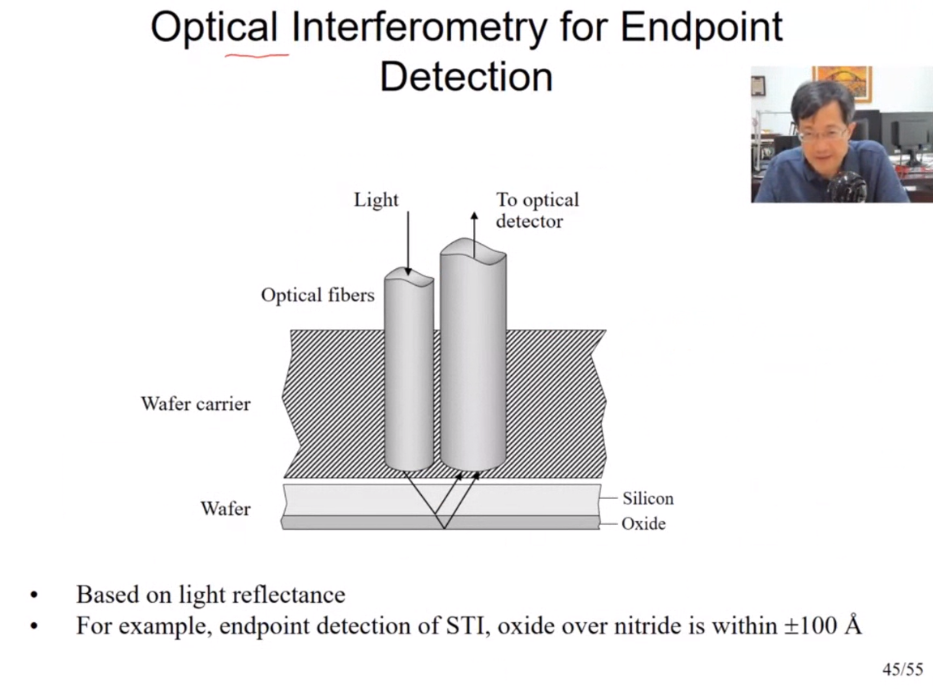 Optical Interferometry for Endpoint
Detection
Light
To optical
detector
Optical fibers
Wafer carrier
Wafer
Silicon
Oxide
• Based on light reflectance
• For example, endpoint detection of STI, oxide over nitride is within ±100 Å
45/55